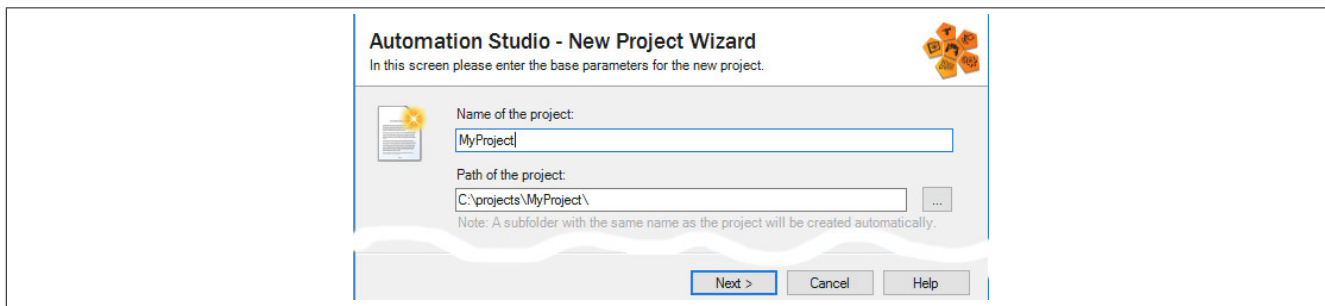 Automation Studio - New Project Wizard
In this screen please enter the base parameters for the new project.
Name of the project:
MyProject
Path of the project:
C:\projects\MyProject\
...
Note: A subfolder with the same name as the project will be created automatically.
Next >
Cancel
Help